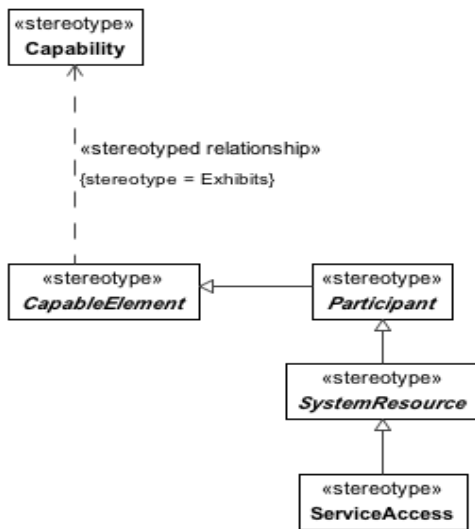 «stereotype»
Capability
«stereotyped relationship»
{stereotype = Exhibits}
«stereotype»
CapableElement
«stereotype»
Participant
«stereotype»
SystemResource
«stereotype»
ServiceAccess